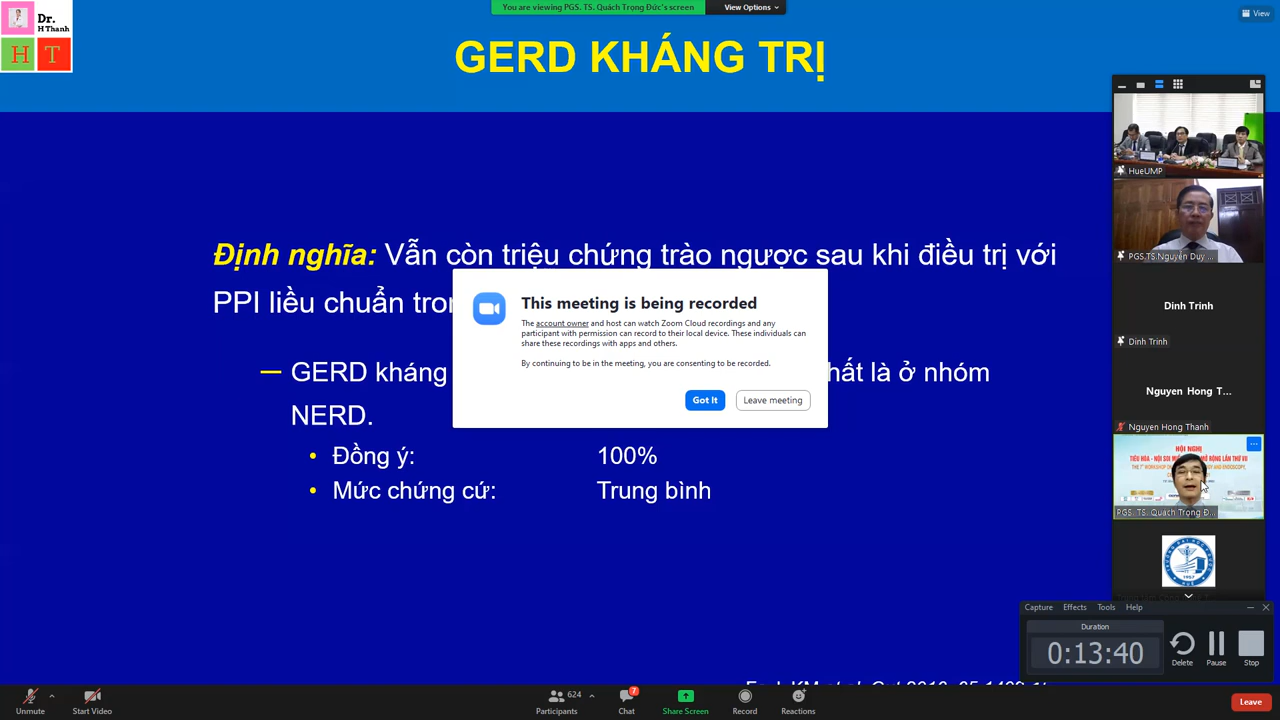 Dr.
H Thanh
H T
You are viewing PGS. TS. Quách Trọng Đức's screen
View Options
View
GERD KHÁNG TRỊ
Định nghĩa: Vẫn còn triệu chứng trào ngược sau khi điều trị với
PPI liều chuẩn
This meeting is being recorded
The account owner and host can watch Zoom Cloud recordings and any
participant with permission can record to their local device. These individuals can
share these recordings with apps and others.
By continuing to be in the meeting, you are consenting to be recorded.
Got It
Leave meeting
— GERD kháng
là ở nhóm
NERD.
• Đồng ý: 100%
• Mức chứng cứ: Trung bình
HueUMP
PGS.TS.Nguyễn Duy ...
Dinh Trinh
Dinh Trinh
Nguyen Hong T...
Nguyen Hong Thanh
HỘI NGHỊ
PGS. TS. Quách Trọng Đ...
1957
Capture Effects Tools Help
Duration
0:13:40
Delete
Pause
Stop
Unmute
Start Video
624
Participants
7
Chat
Share Screen
Record
Reactions
Leave